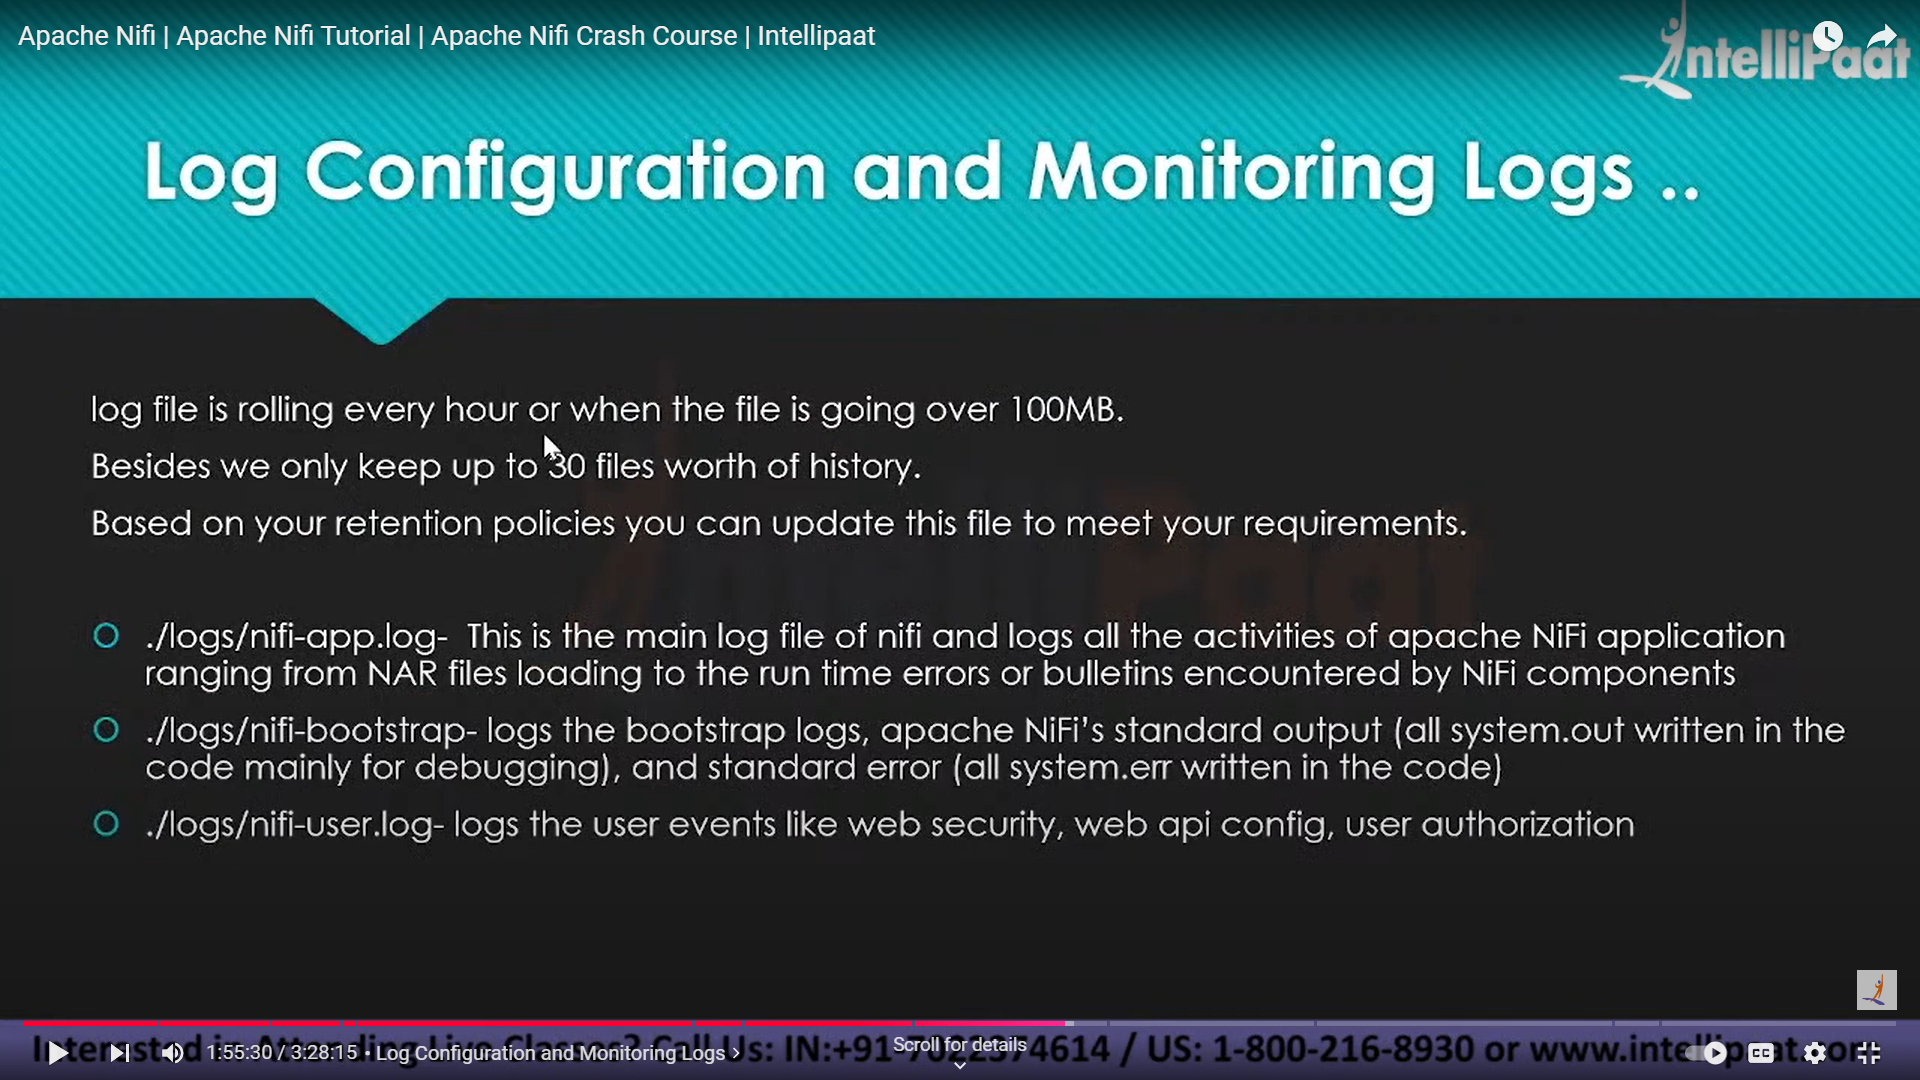 Apache Nifi | Apache Nifi Tutorial | Apache Nifi Crash Course | Intellipaat
IntelliPaat
Log Configuration and Monitoring Logs ..
log file is rolling every hour or when the file is going over 100MB.
Besides we only keep up to 30 files worth of history.
Based on your retention policies you can update this file to meet your requirements.
./logs/nifi-app.log- This is the main log file of nifi and logs all the activities of apache NiFi application
ranging from NAR files loading to the run time errors or bulletins encountered by NiFi components
./logs/nifi-bootstrap- logs the bootstrap logs, apache NiFi's standard output (all system.out written in the
code mainly for debugging), and standard error (all system.err written in the code)
./logs/nifi-user.log- logs the user events like web security, web api config, user authorization
Scroll for details
1:55:30 / 3:28:15 • Log Configuration and Monitoring Logs
4614 / US: 1-800-216-8930 or
CC